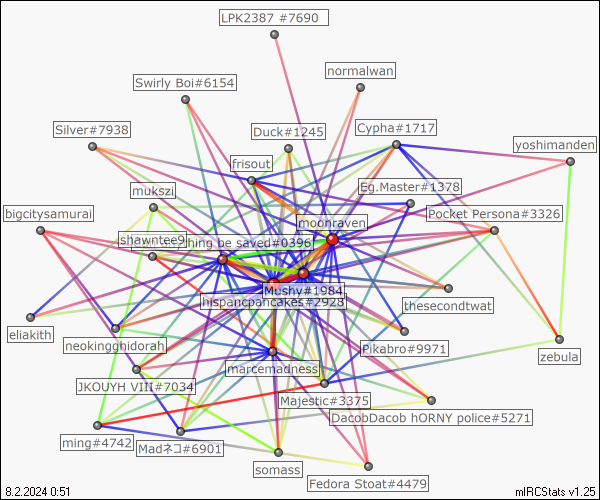 LPK2387 #7690
normalwan
Swirly Boi#6154
Silver#7938
Duck#1245
Cypha#1717
yoshimanden
frisout
Eg.Master#1378
mukszi
bigcitysamurai
moonraven
Pocket Persona#3326
shawntee9
hing be saved#0396
Mushy#1984
hispancpancakes#2928
thesecondtwat
eliakith
neokingghidorah
Pikabro#9971
zebula
marcemadness
JKOUYH VIII#7034
Majestic#3375
DacobDacob hORNY police#5271
ming#4742
Madネコ#6901
somass
Fedora Stoat#4479
8.2.2024 0:51
mIRCStats v1.25